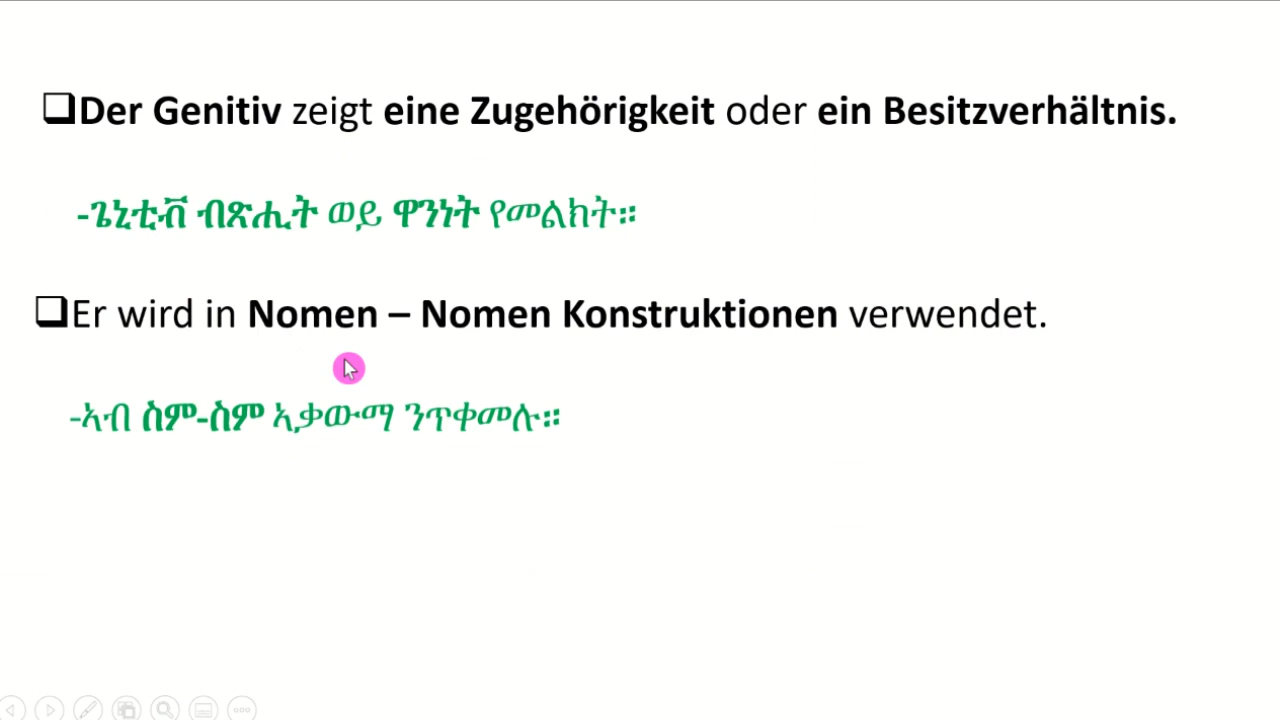 ❑Der Genitiv zeigt eine Zugehörigkeit oder ein Besitzverhältnis.
-ጌኒቲቭ ብጽሒት ወይ ዋንነት የመልክት።
❑Er wird in Nomen – Nomen Konstruktionen verwendet.
-ኣብ ስም-ስም ኣቃውማ ንጥቀመሉ።